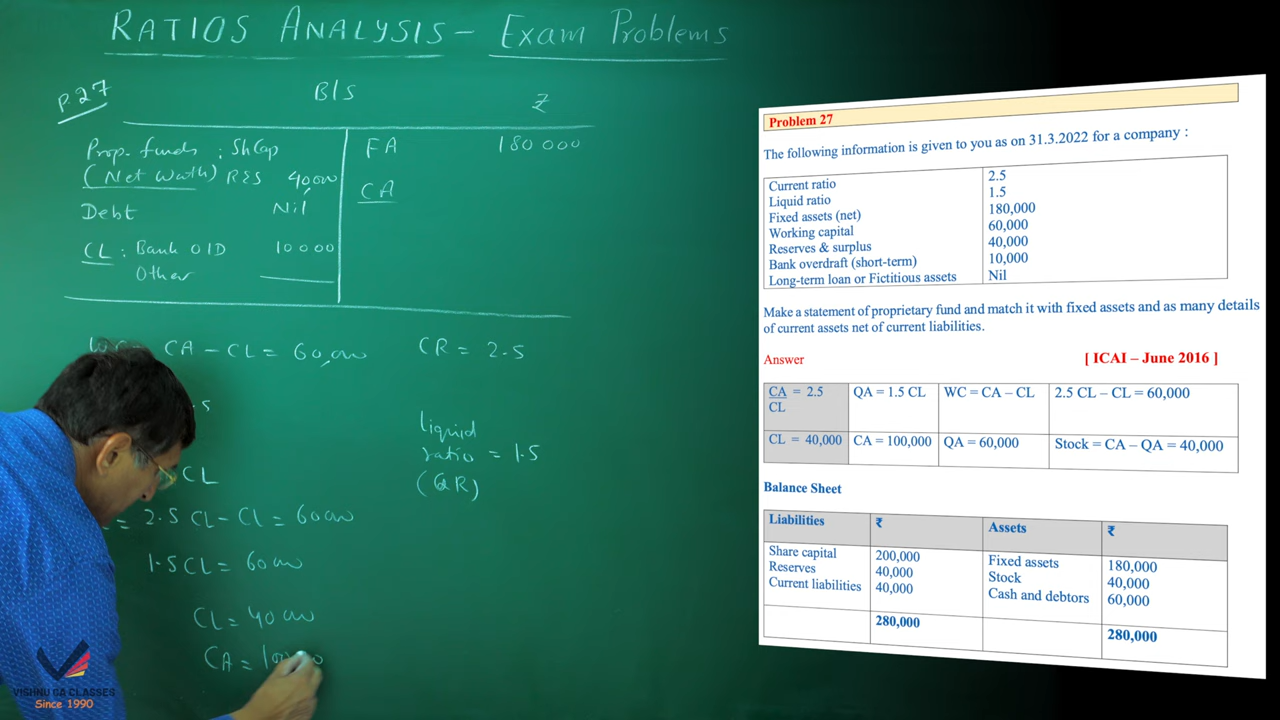 RATIOS ANALYSIS – Exam Problems
P.27
B/S
₹
Prop. funds : Sh Cap
(Net Woth) R&S 40,000
Debt Nil
CL : Bank O/D 10000
Other
FA 180 000
CA
CA – CL = 60,000
CR = 2.5
CL
= 2.5 CL – CL = 60000
1.5 CL = 60000
CL = 40000
CA =
liquid
ratio = 1.5
(QR)
VISHNU CA CLASSES
Since 1990
Problem 27
The following information is given to you as on 31.3.2022 for a company :
Current ratio 2.5
Liquid ratio 1.5
Fixed assets (net) 180,000
Working capital 60,000
Reserves & surplus 40,000
Bank overdraft (short-term) 10,000
Long-term loan or Fictitious assets Nil
Make a statement of proprietary fund and match it with fixed assets and as many details
of current assets net of current liabilities.
Answer [ ICAI – June 2016 ]
CA = 2.5 QA = 1.5 CL WC = CA – CL 2.5 CL – CL = 60,000
CL
CL = 40,000 CA = 100,000 QA = 60,000 Stock = CA – QA = 40,000
Balance Sheet
Liabilities ₹ Assets ₹
Share capital 200,000 Fixed assets 180,000
Reserves 40,000 Stock 40,000
Current liabilities 40,000 Cash and debtors 60,000
280,000 280,000